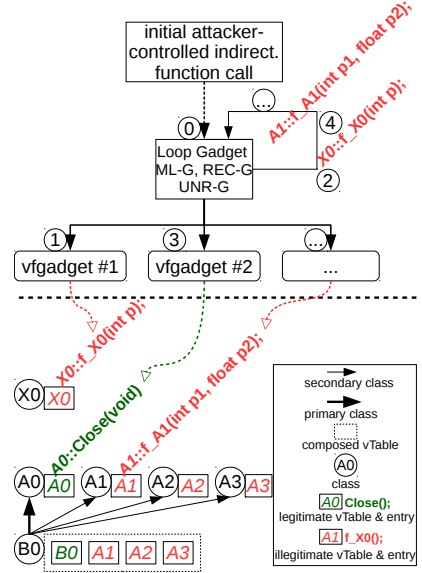 initial attacker-
controlled indirect.
function call
...
A1::f_A1(int p1, float p2);
X0::f_X0(int p);
0
4
Loop Gadget
ML-G, REC-G
UNR-G
2
1
3
...
vfgadget #1
vfgadget #2
...
X0::f_X0(int p);
A0::Close(void)
A1::f_A1(int p1, float p2);
X0
X0
A0
A0
A1
A1
A2
A2
A3
A3
B0
B0
A1
A2
A3
secondary class
primary class
composed vTable
A0
class
A0 Close();
legitimate vTable & entry
A1 f_X0();
illegitimate vTable & entry